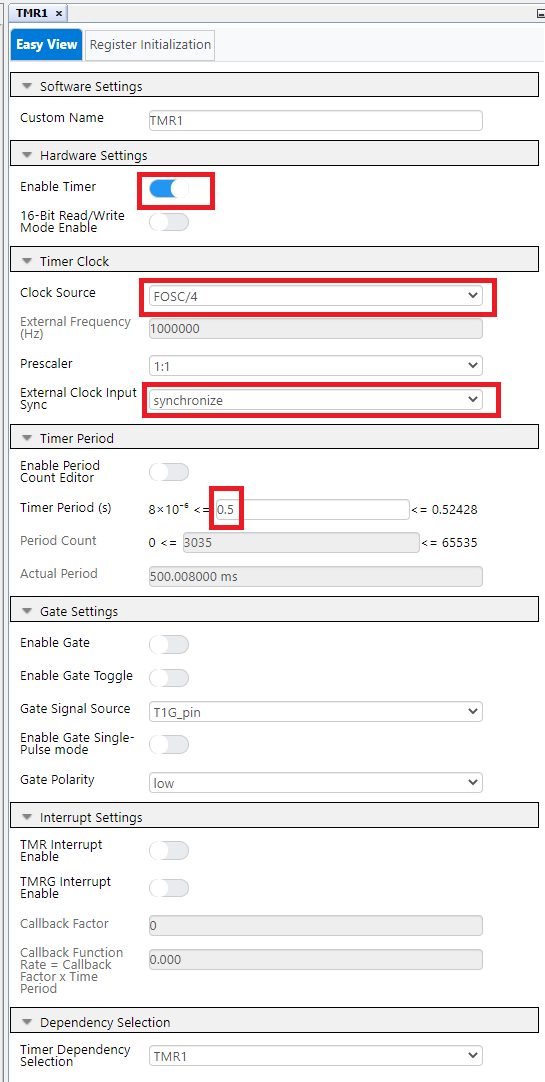 TMR1 ×
Easy View
Register Initialization
Software Settings
Custom Name
TMR1
Hardware Settings
Enable Timer
16-Bit Read/Write
Mode Enable
Timer Clock
Clock Source
FOSC/4
External Frequency
(Hz)
1000000
Prescaler
1:1
External Clock Input
Sync
synchronize
Timer Period
Enable Period
Count Editor
Timer Period (s)
8×10⁻⁶ <= 0.5 <= 0.52428
Period Count
0 <= 3035 <= 65535
Actual Period
500.008000 ms
Gate Settings
Enable Gate
Enable Gate Toggle
Gate Signal Source
T1G_pin
Enable Gate Single-
Pulse mode
Gate Polarity
low
Interrupt Settings
TMR Interrupt
Enable
TMRG Interrupt
Enable
Callback Factor
0
Callback Function
Rate = Callback
Factor x Time
Period
0.000
Dependency Selection
Timer Dependency
Selection
TMR1